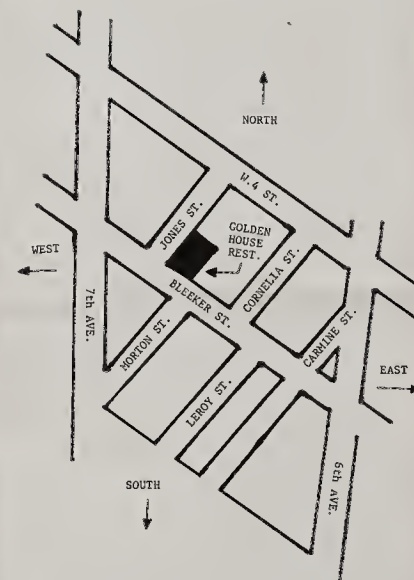 NORTH
W.4 ST.
JONES ST.
GOLDEN
HOUSE
REST.
WEST
CORNELIA ST.
BLEEKER ST.
7th AVE.
CARMINE ST.
MORTON ST.
EAST
LEROY ST.
SOUTH
6th AVE.